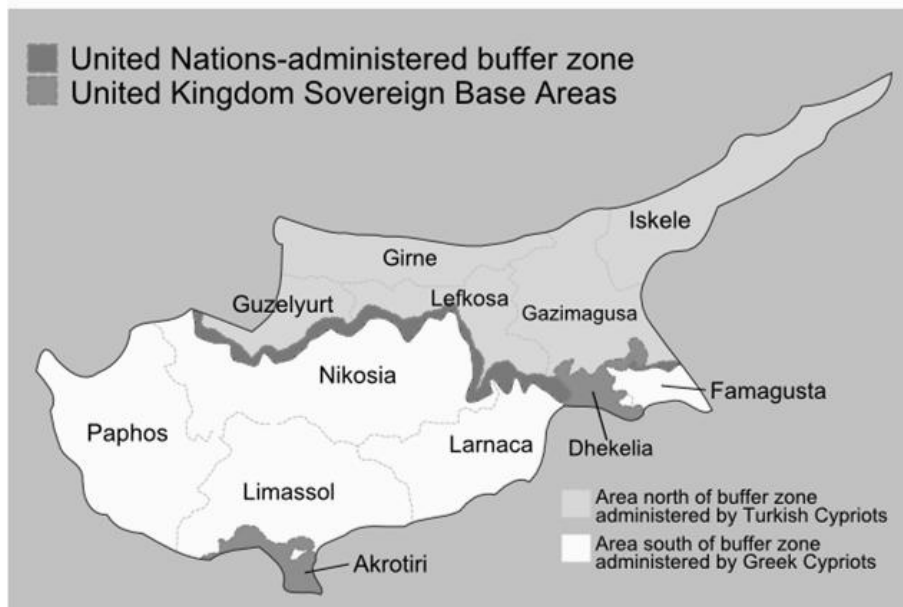 United Nations-administered buffer zone
United Kingdom Sovereign Base Areas
Iskele
Girne
Guzelyurt
Lefkosa
Gazimagusa
Nikosia
Famagusta
Paphos
Larnaca
Dhekelia
Limassol
Area north of buffer zone
administered by Turkish Cypriots
Area south of buffer zone
administered by Greek Cypriots
Akrotiri